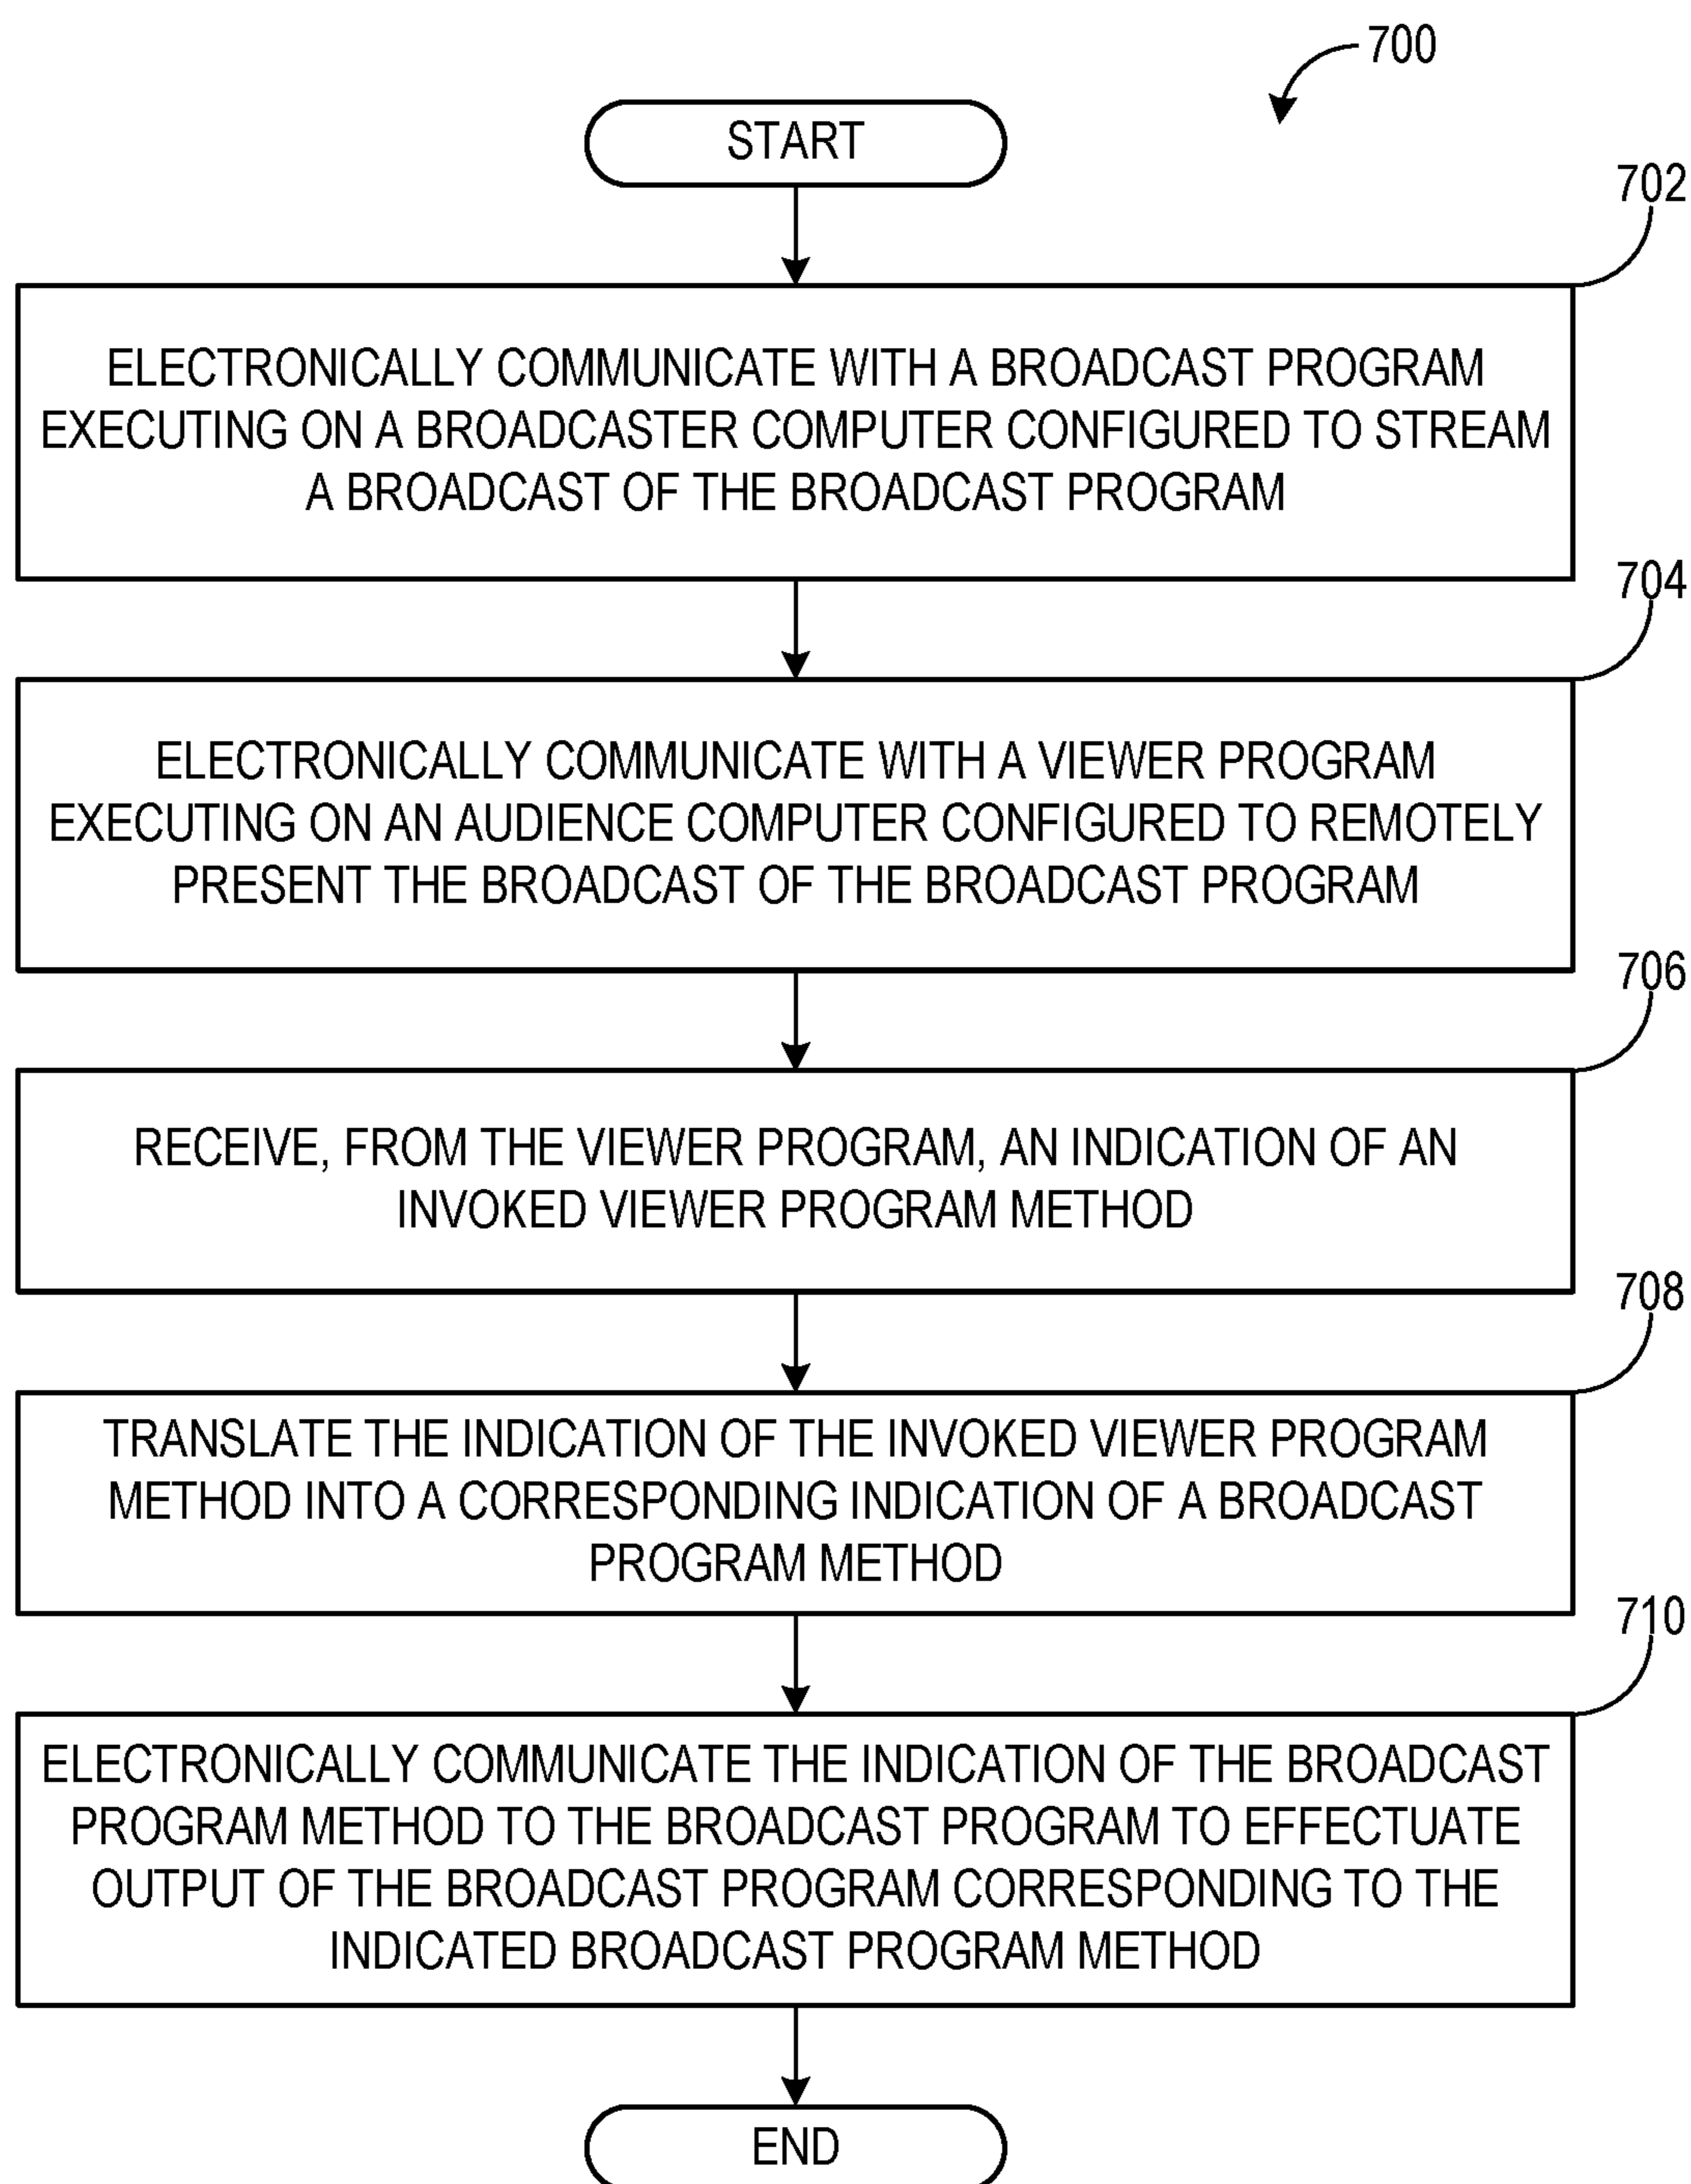 700
START
702
ELECTRONICALLY COMMUNICATE WITH A BROADCAST PROGRAM
EXECUTING ON A BROADCASTER COMPUTER CONFIGURED TO STREAM
A BROADCAST OF THE BROADCAST PROGRAM
704
ELECTRONICALLY COMMUNICATE WITH A VIEWER PROGRAM
EXECUTING ON AN AUDIENCE COMPUTER CONFIGURED TO REMOTELY
PRESENT THE BROADCAST OF THE BROADCAST PROGRAM
706
RECEIVE, FROM THE VIEWER PROGRAM, AN INDICATION OF AN
INVOKED VIEWER PROGRAM METHOD
708
TRANSLATE THE INDICATION OF THE INVOKED VIEWER PROGRAM
METHOD INTO A CORRESPONDING INDICATION OF A BROADCAST
PROGRAM METHOD
710
ELECTRONICALLY COMMUNICATE THE INDICATION OF THE BROADCAST
PROGRAM METHOD TO THE BROADCAST PROGRAM TO EFFECTUATE
OUTPUT OF THE BROADCAST PROGRAM CORRESPONDING TO THE
INDICATED BROADCAST PROGRAM METHOD
END